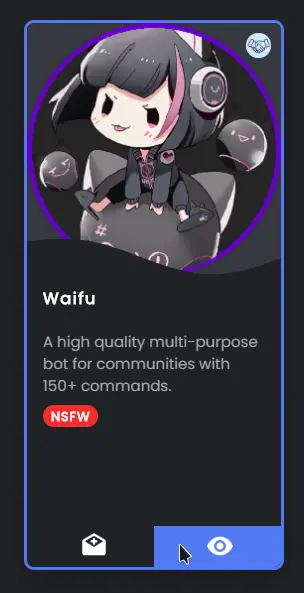 Waifu
A high quality multi-purpose
bot for communities with
150+ commands.
NSFW